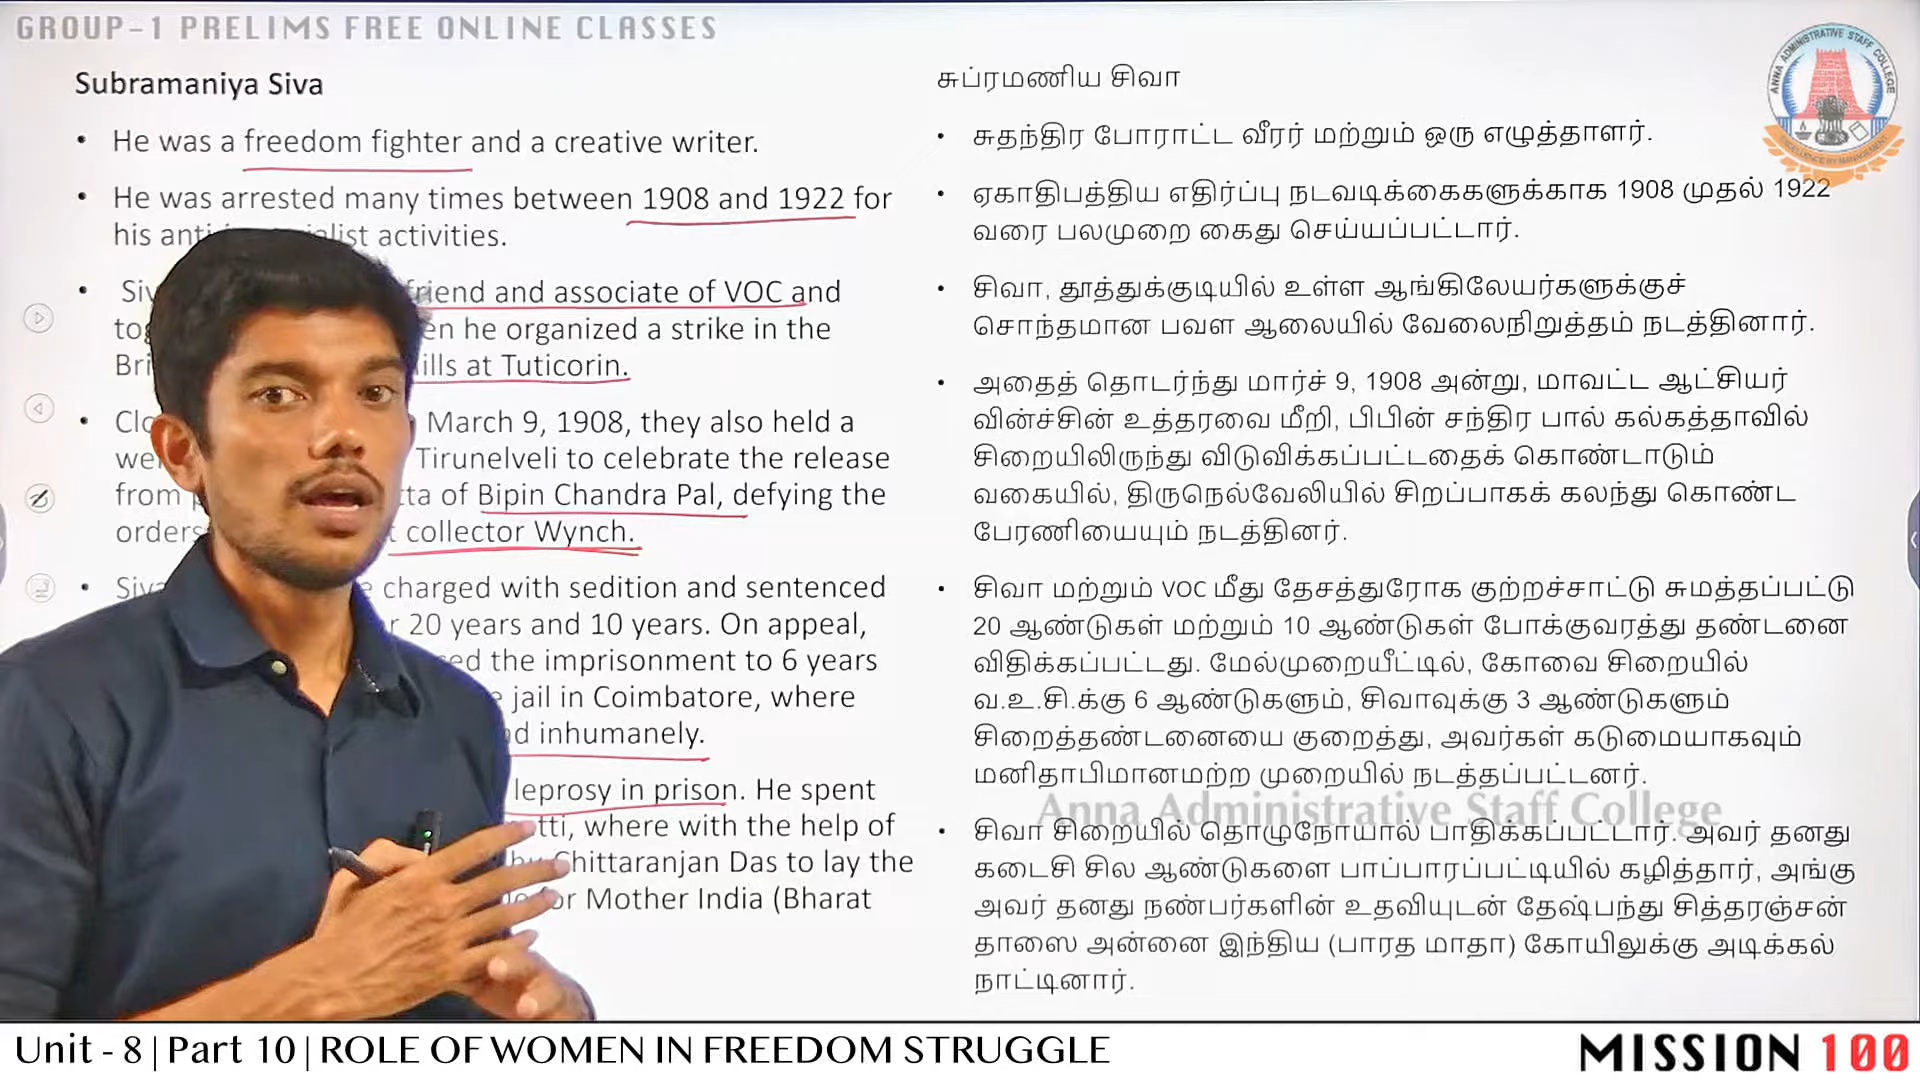 GROUP-1 PRELIMS FREE ONLINE CLASSES
ANNA ADMINISTRATIVE STAFF COLLEGE
EXCELLENCE BY MANAGEMENT
Subramaniya Siva
• He was a freedom fighter and a creative writer.
• He was arrested many times between 1908 and 1922 for
his activities.
• friend and associate of VOC and
he organized a strike in the
at Tuticorin.
• March 9, 1908, they also held a
Tirunelveli to celebrate the release
from of Bipin Chandra Pal, defying the
orders collector Wynch.
• charged with sedition and sentenced
20 years and 10 years. On appeal,
the imprisonment to 6 years
jail in Coimbatore, where
inhumanely.
leprosy in prison. He spent
where with the help of
Chittaranjan Das to lay the
for Mother India (Bharat
சுப்ரமணிய சிவா
• சுதந்திர போராட்ட வீரர் மற்றும் ஒரு எழுத்தாளர்.
• ஏகாதிபத்திய எதிர்ப்பு நடவடிக்கைகளுக்காக 1908 முதல் 1922
வரை பலமுறை கைது செய்யப்பட்டார்.
• சிவா, தூத்துக்குடியில் உள்ள ஆங்கிலேயர்களுக்குச்
சொந்தமான பவள ஆலையில் வேலைநிறுத்தம் நடத்தினார்.
• அதைத் தொடர்ந்து மார்ச் 9, 1908 அன்று, மாவட்ட ஆட்சியர்
வின்ச்சின் உத்தரவை மீறி, பிபின் சந்திர பால் கல்கத்தாவில்
சிறையிலிருந்து விடுவிக்கப்பட்டதைக் கொண்டாடும்
வகையில், திருநெல்வேலியில் சிறப்பாகக் கலந்து கொண்ட
பேரணியையும் நடத்தினர்.
• சிவா மற்றும் VOC மீது தேசத்துரோக குற்றச்சாட்டு சுமத்தப்பட்டு
20 ஆண்டுகள் மற்றும் 10 ஆண்டுகள் போக்குவரத்து தண்டனை
விதிக்கப்பட்டது. மேல்முறையீட்டில், கோவை சிறையில்
வ.உ.சி.க்கு 6 ஆண்டுகளும், சிவாவுக்கு 3 ஆண்டுகளும்
சிறைத்தண்டனையை குறைத்து, அவர்கள் கடுமையாகவும்
மனிதாபிமானமற்ற முறையில் நடத்தப்பட்டனர்.
Anna Administrative Staff College
• சிவா சிறையில் தொழுநோயால் பாதிக்கப்பட்டார். அவர் தனது
கடைசி சில ஆண்டுகளை பாப்பாரப்பட்டியில் கழித்தார், அங்கு
அவர் தனது நண்பர்களின் உதவியுடன் தேஷ்பந்து சித்தரஞ்சன்
தாஸை அன்னை இந்திய (பாரத மாதா) கோயிலுக்கு அடிக்கல்
நாட்டினார்.
Unit - 8 | Part 10 | ROLE OF WOMEN IN FREEDOM STRUGGLE
MISSION 100